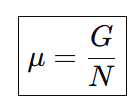 μ = G/N